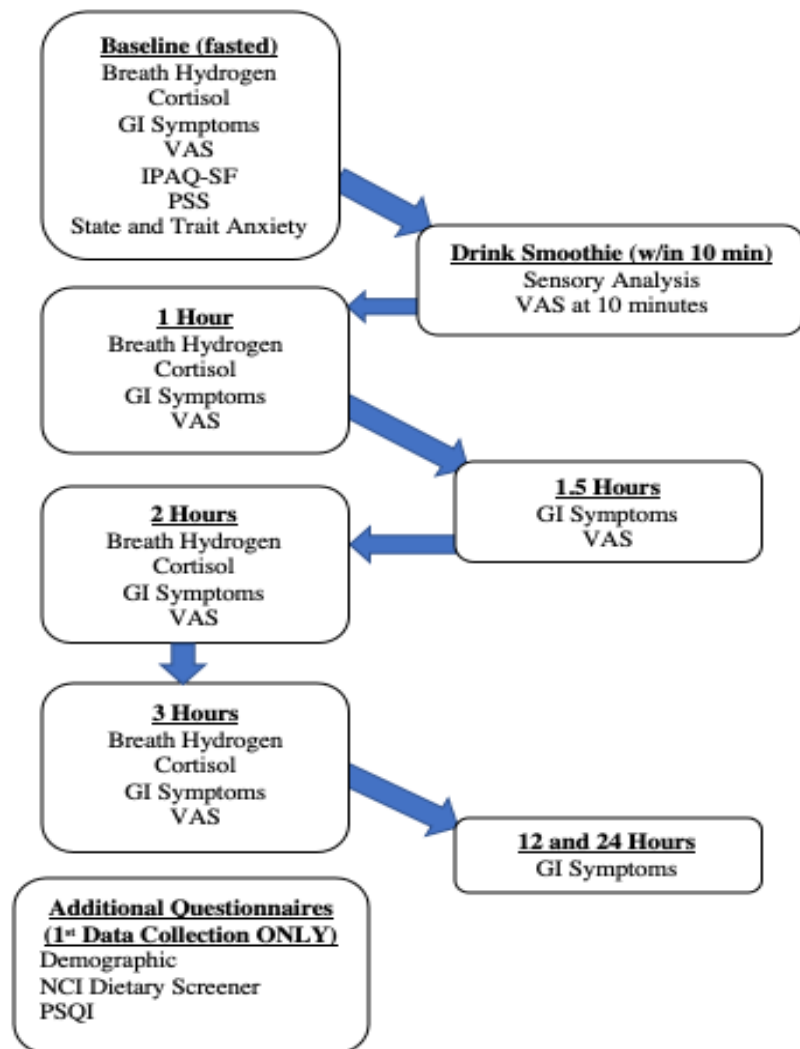 Baseline (fasted)
Breath Hydrogen
Cortisol
GI Symptoms
VAS
IPAQ-SF
PSS
State and Trait Anxiety
Drink Smoothie (w/in 10 min)
Sensory Analysis
VAS at 10 minutes
1 Hour
Breath Hydrogen
Cortisol
GI Symptoms
VAS
1.5 Hours
GI Symptoms
VAS
2 Hours
Breath Hydrogen
Cortisol
GI Symptoms
VAS
3 Hours
Breath Hydrogen
Cortisol
GI Symptoms
VAS
12 and 24 Hours
GI Symptoms
Additional Questionnaires
(1st Data Collection ONLY)
Demographic
NCI Dietary Screener
PSQI